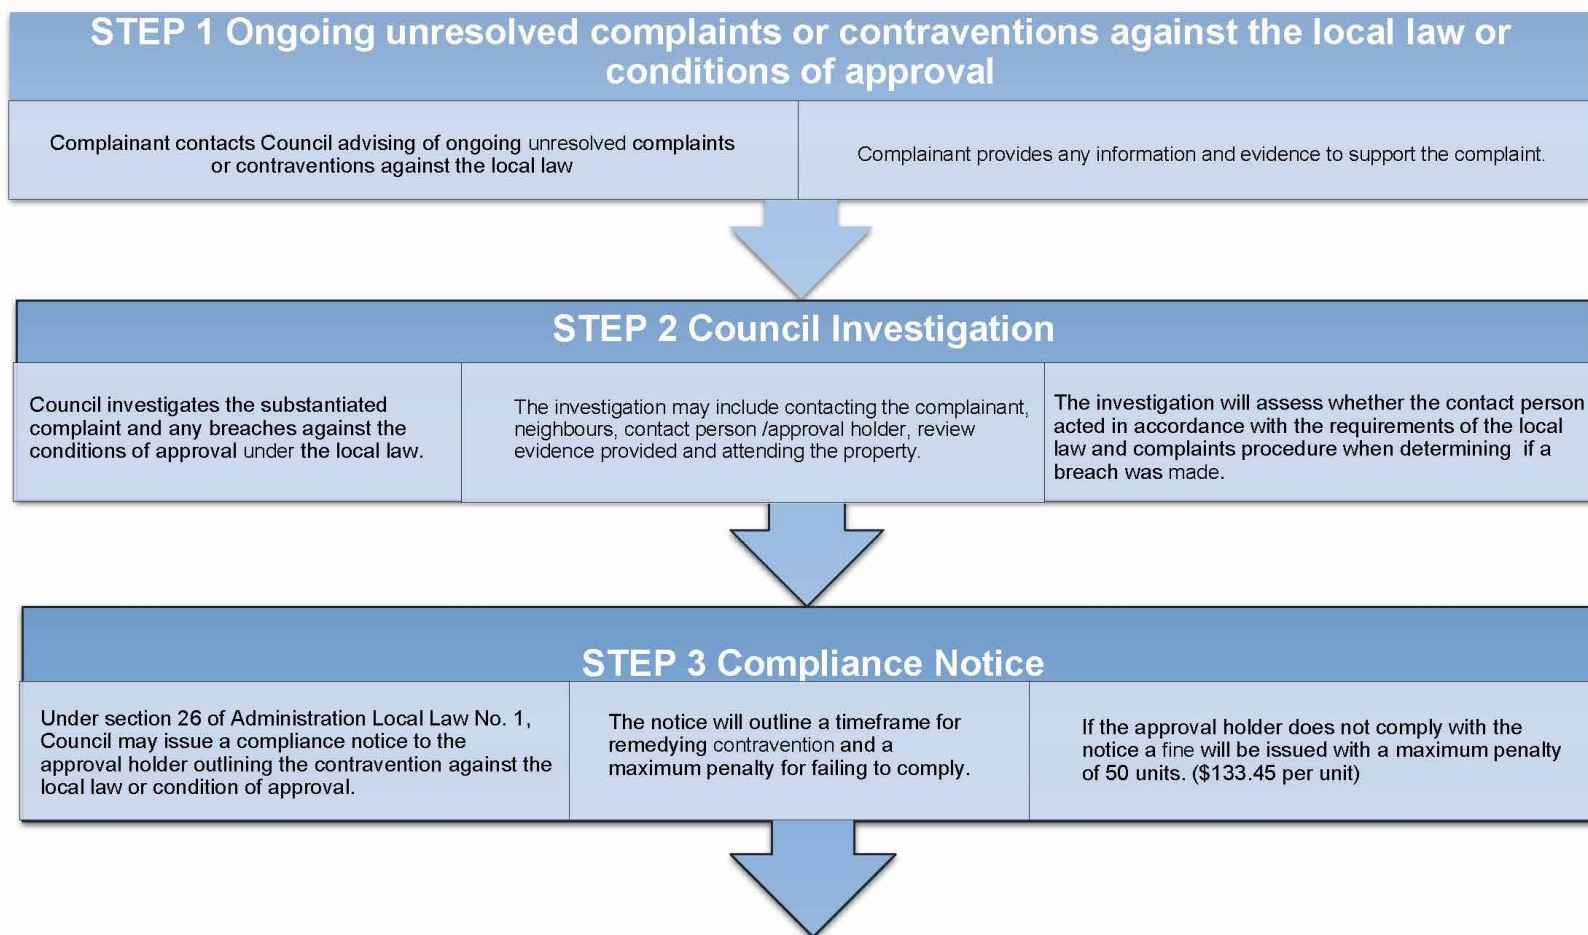 STEP 1 Ongoing unresolved complaints or contraventions against the local law or
conditions of approval
Complainant contacts Council advising of ongoing unresolved complaints
or contraventions against the local law
Complainant provides any information and evidence to support the complaint.
STEP 2 Council Investigation
Council investigates the substantiated
complaint and any breaches against the
conditions of approval under the local law.
The investigation may include contacting the complainant,
neighbours, contact person /approval holder, review
evidence provided and attending the property.
The investigation will assess whether the contact person
acted in accordance with the requirements of the local
law and complaints procedure when determining if a
breach was made.
STEP 3 Compliance Notice
Under section 26 of Administration Local Law No. 1,
Council may issue a compliance notice to the
approval holder outlining the contravention against the
local law or condition of approval.
The notice will outline a timeframe for
remedying contravention and a
maximum penalty for failing to comply.
If the approval holder does not comply with the
notice a fine will be issued with a maximum penalty
of 50 units. ($133.45 per unit)